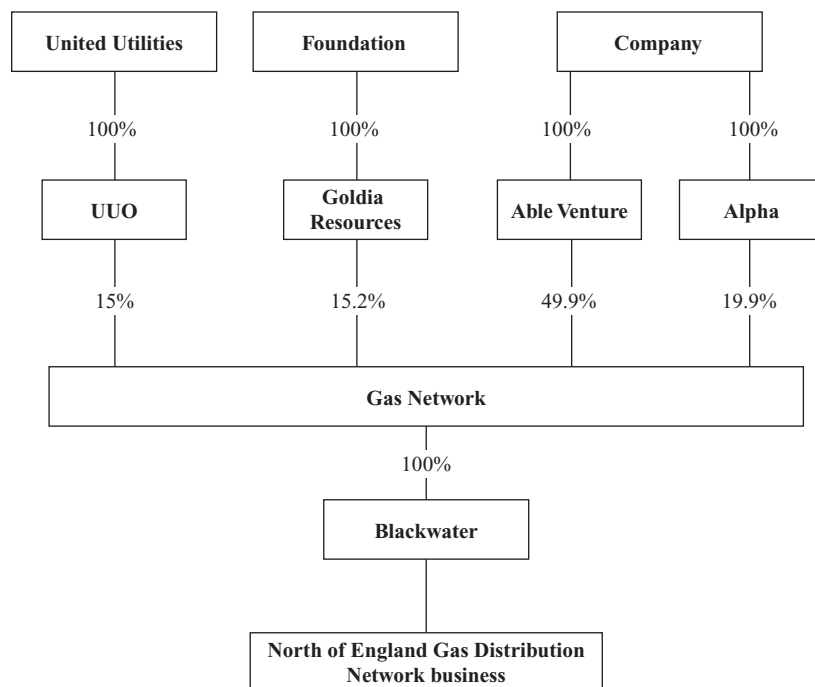 United Utilities
Foundation
Company
100%
100%
100%
100%
UUO
Goldia
Resources
Able Venture
Alpha
15%
15.2%
49.9%
19.9%
Gas Network
100%
Blackwater
North of England Gas Distribution
Network business